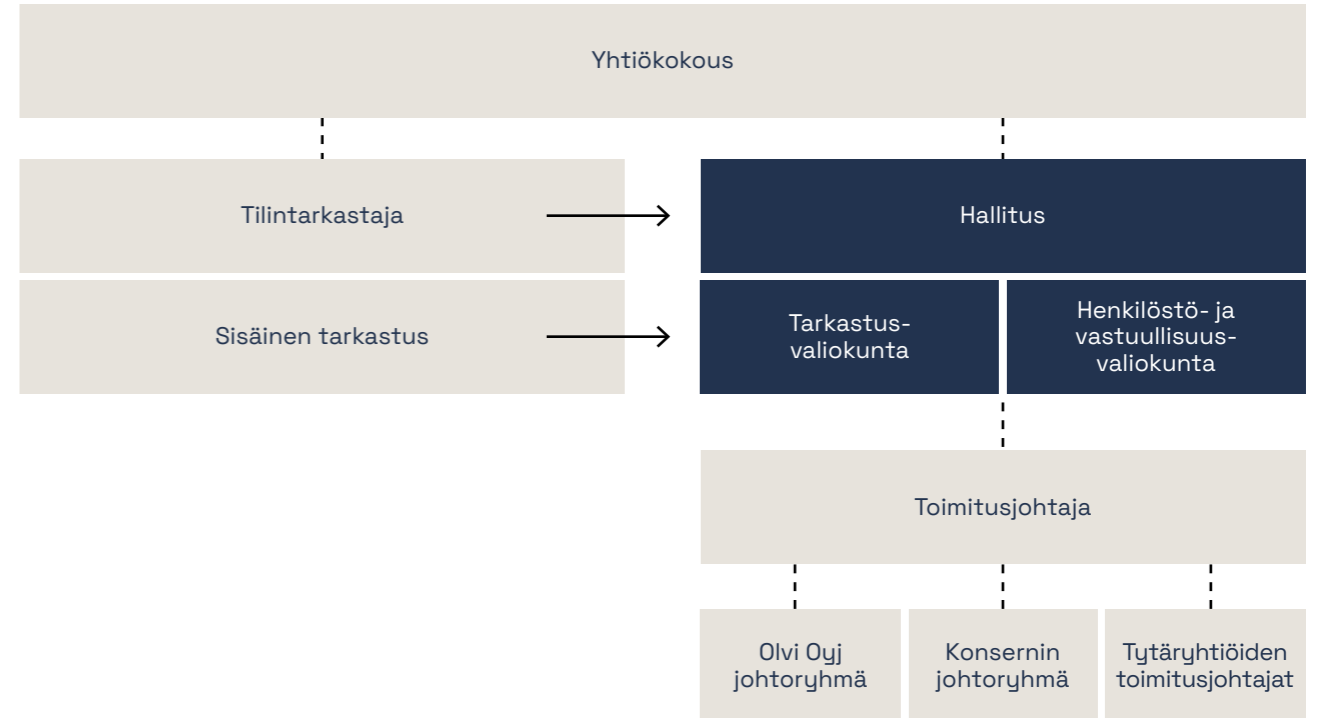 Yhtiökokous
Tilintarkastaja
Hallitus
Sisäinen tarkastus
Tarkastus-
valiokunta
Henkilöstö- ja
vastuullisuus-
valiokunta
Toimitusjohtaja
Olvi Oyj
johtoryhmä
Konsernin
johtoryhmä
Tytäryhtiöiden
toimitusjohtajat